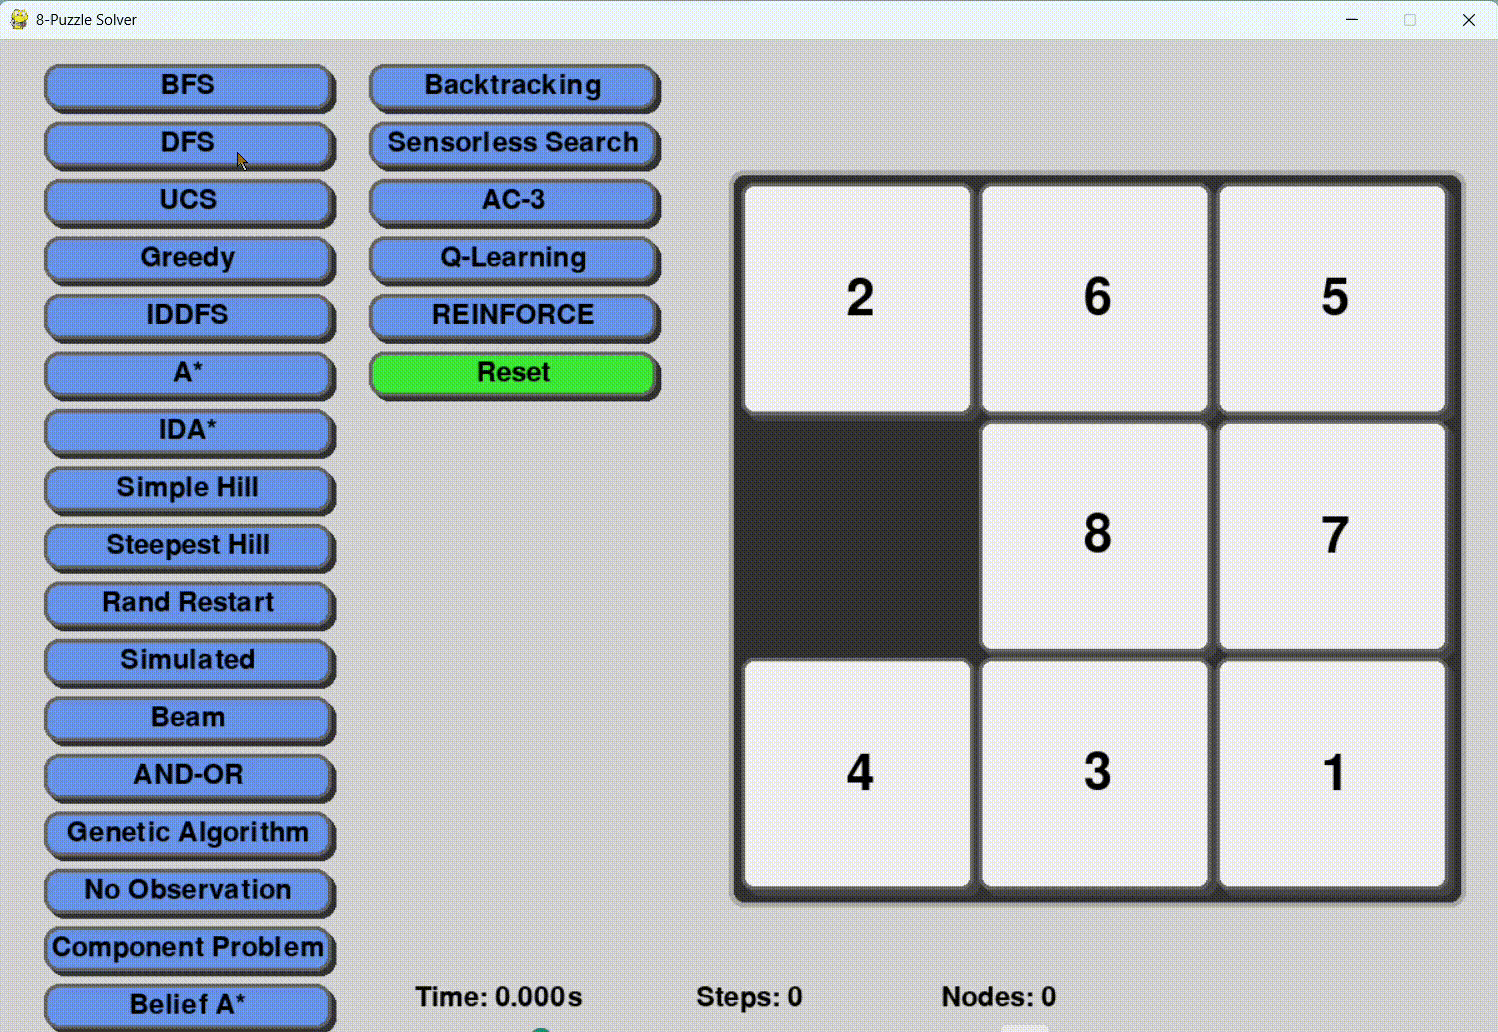 8-Puzzle Solver
BFS
DFS
UCS
Greedy
IDDFS
A*
IDA*
Simple Hill
Steepest Hill
Rand Restart
Simulated
Beam
AND-OR
Genetic Algorithm
No Observation
Component Problem
Belief A*
Backtracking
Sensorless Search
AC-3
Q-Learning
REINFORCE
Reset
2 6 5
8 7
4 3 1
Time: 0.000s Steps: 0 Nodes: 0